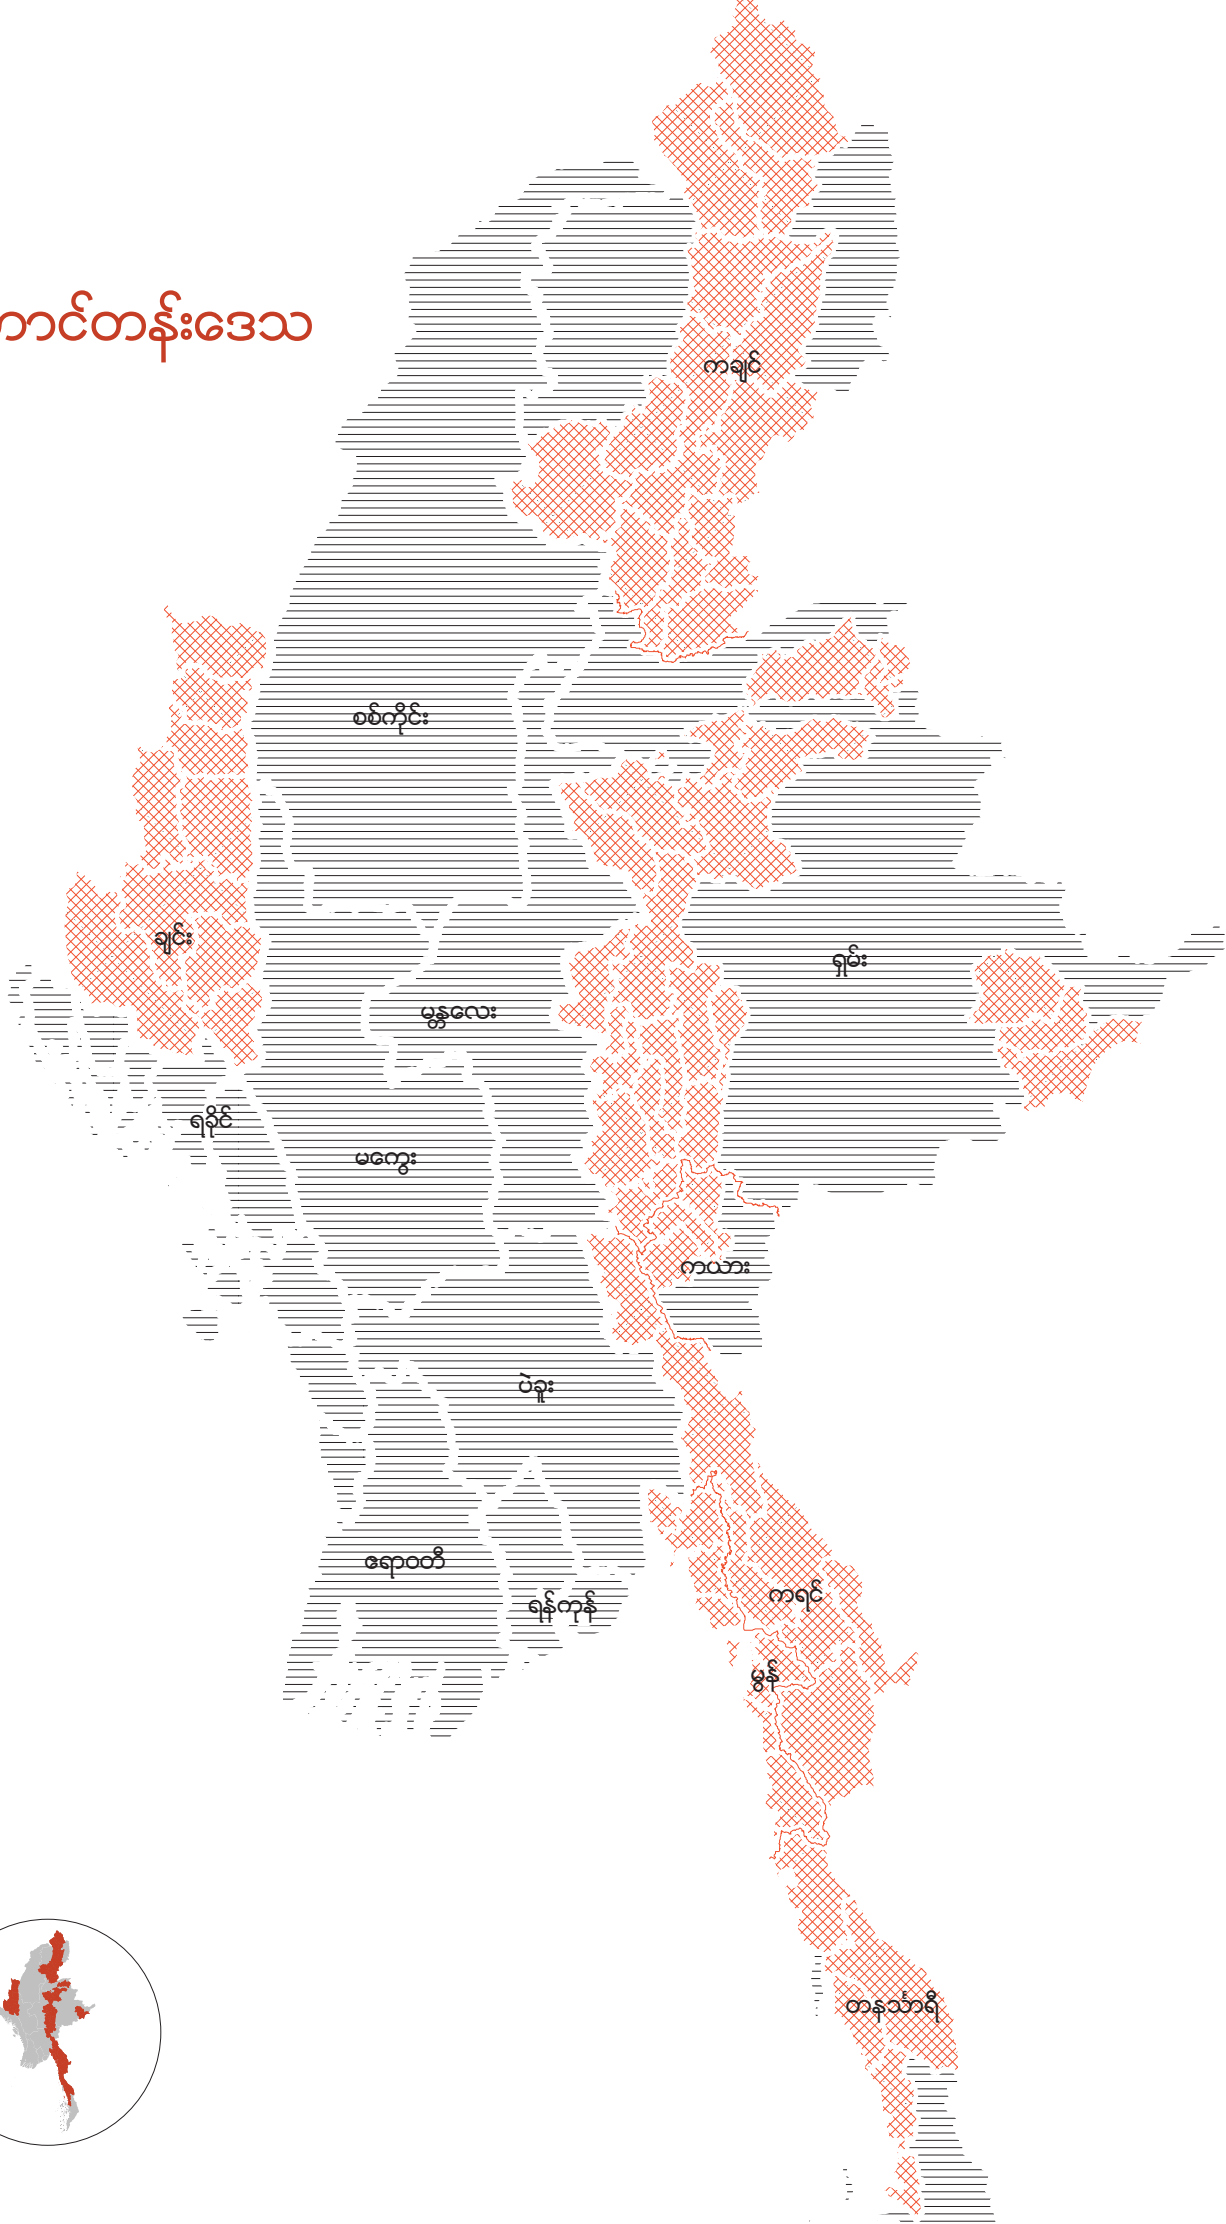 ကောင်တန်းဒေသ
ကချင်
စစ်ကိုင်း
ချင်း
ရှမ်း
မန္တလေး
ရခိုင်
မကွေး
ကယား
ပဲခူး
ဧရာဝတီ
ရန်ကုန်
ကရင်
မွန်
တနင်္သာရီ